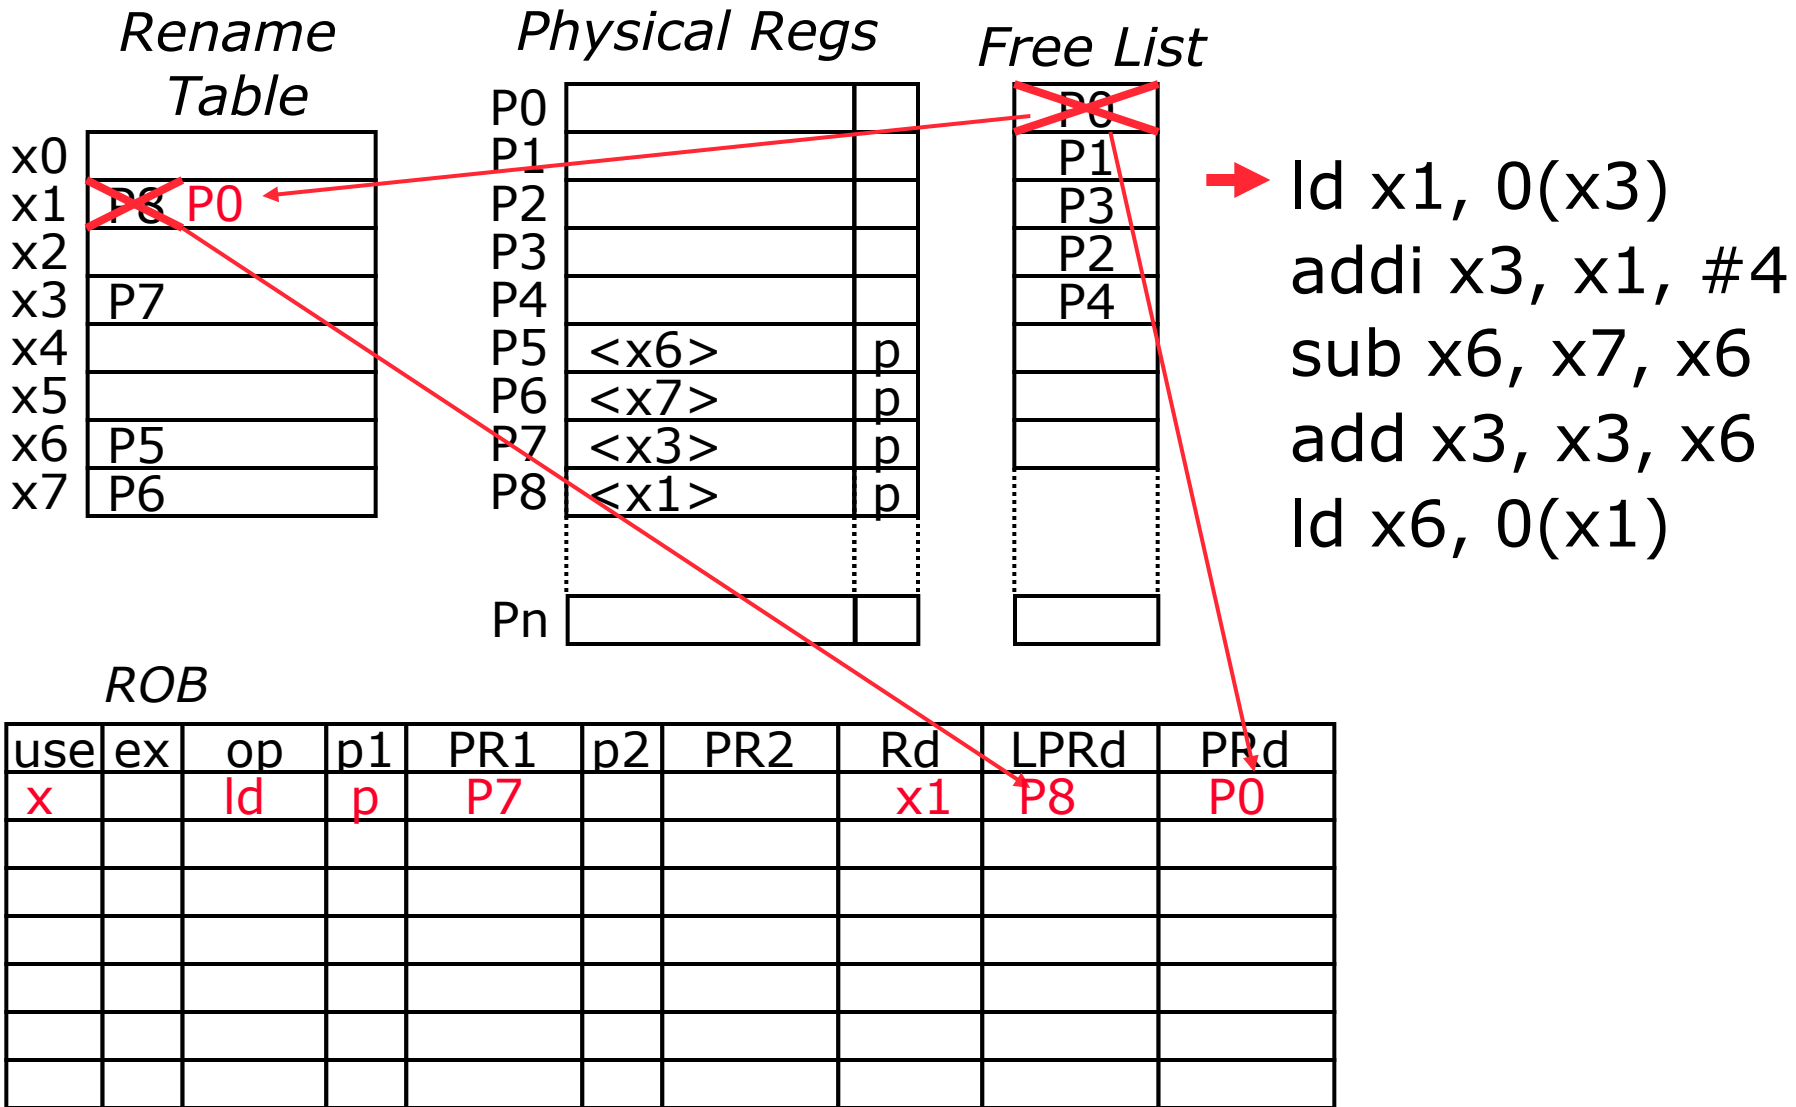 Rename
Table
Physical Regs
Free List
x0
x1 P8 P0
x2
x3 P7
x4
x5
x6 P5
x7 P6
P0
P1
P2
P3
P4
P5 <x6> p
P6 <x7> p
P7 <x3> p
P8 <x1> p
Pn
P0
P1
P3
P2
P4
ld x1, 0(x3)
addi x3, x1, #4
sub x6, x7, x6
add x3, x3, x6
ld x6, 0(x1)
ROB
use ex op p1 PR1 p2 PR2 Rd LPRd PRd
x ld p P7 x1 P8 P0